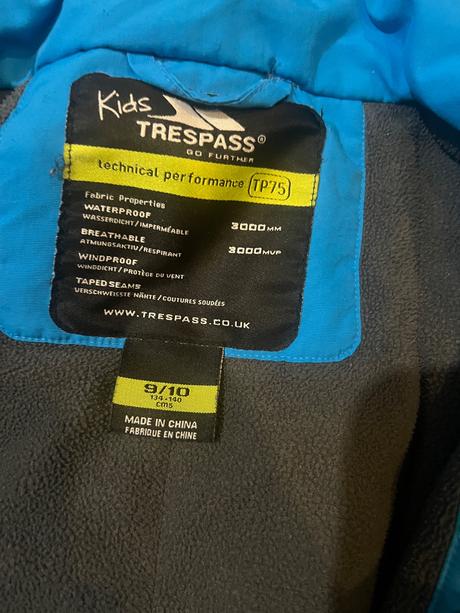 Kids
TRESPASS®
GO FURTHER
technical performance TP75
Fabric Properties
WATERPROOF 3000MM
WASSERDICHT/IMPERMÉABLE
BREATHABLE 3000MVP
ATMUNGSAKTIV/RESPIRANT
WINDPROOF
WINDDICHT/PROTÈGE DU VENT
TAPED SEAMS
VERSCHWEISSTE NÄHTE/COUTURES SOUDÉES
WWW.TRESPASS.CO.UK
9/10
134-140
CMS
MADE IN CHINA
FABRIQUE EN CHINE